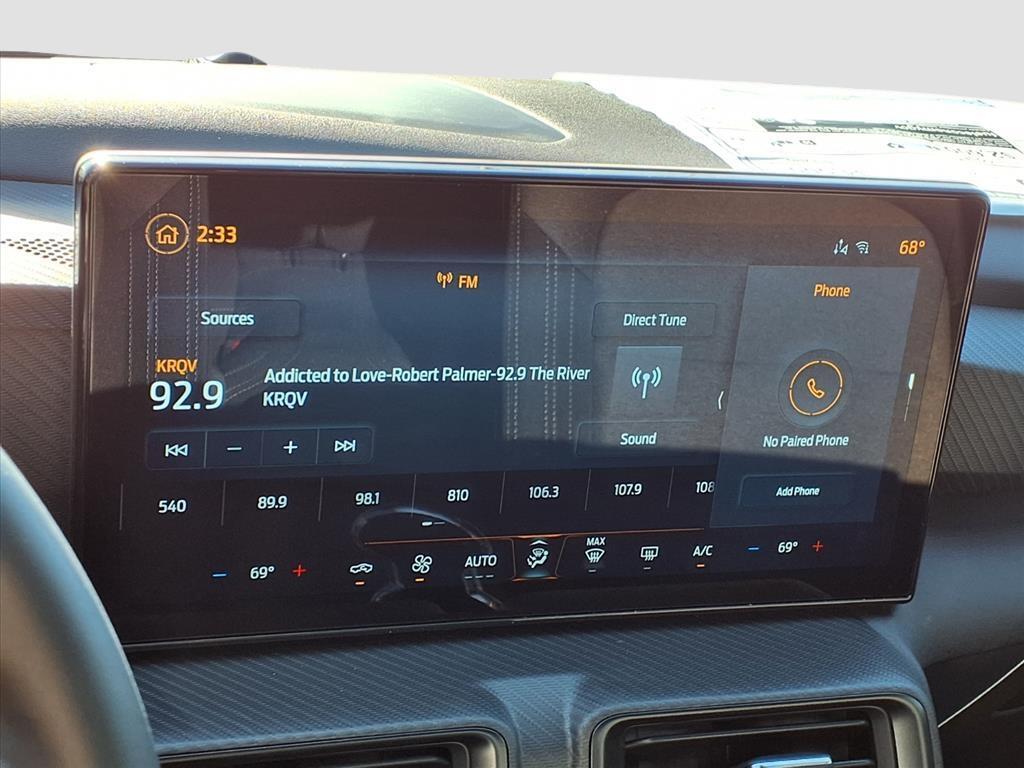 2:33
68°
FM
Phone
Sources
Direct Tune
KRQV
92.9
Addicted to Love-Robert Palmer-92.9 The River
KRQV
Sound
No Paired Phone
Add Phone
540
89.9
98.1
810
106.3
107.9
108
69°
AUTO
MAX
A/C
69°